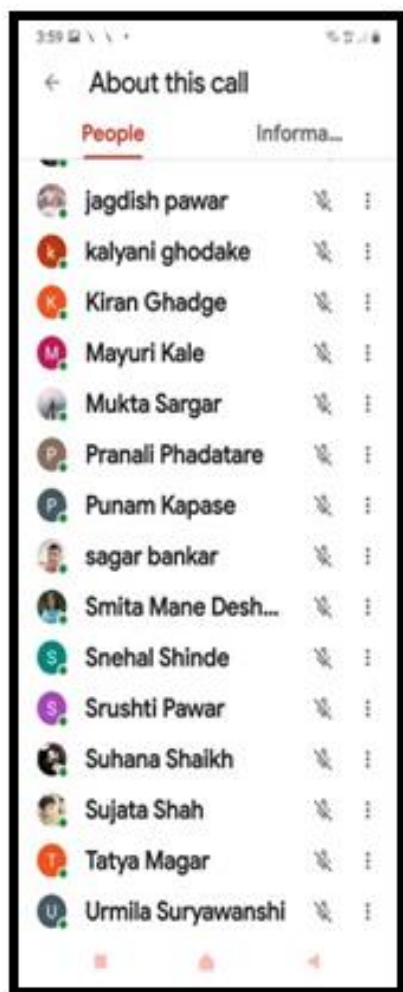 3:59
About this call
People Informa...
jagdish pawar
k kalyani ghodake
K Kiran Ghadge
M Mayuri Kale
Mukta Sargar
P Pranali Phadatare
P Punam Kapase
sagar bankar
Smita Mane Desh...
S Snehal Shinde
S Srushti Pawar
Suhana Shaikh
Sujata Shah
T Tatya Magar
U Urmila Suryawanshi